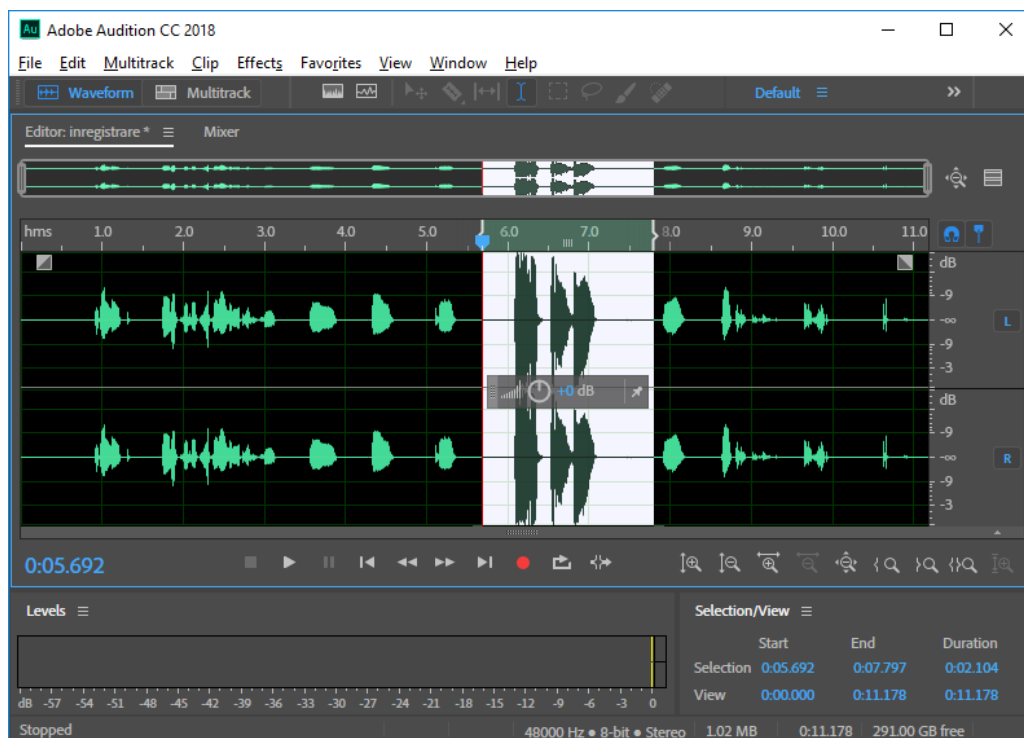 Au Adobe Audition CC 2018
File Edit Multitrack Clip Effects Favorites View Window Help
Waveform Multitrack Default
Editor: inregistrare * Mixer
hms 1.0 2.0 3.0 4.0 5.0 6.0 7.0 8.0 9.0 10.0 11.0
dB
-9
-∞ L
-9
-3
+0 dB
dB
-9
-∞ R
-9
-3
0:05.692
Levels
Selection/View
Start End Duration
Selection 0:05.692 0:07.797 0:02.104
View 0:00.000 0:11.178 0:11.178
dB -57 -54 -51 -48 -45 -42 -39 -36 -33 -30 -27 -24 -21 -18 -15 -12 -9 -6 -3 0
Stopped 48000 Hz ● 8-bit ● Stereo 1.02 MB 0:11.178 291.00 GB free